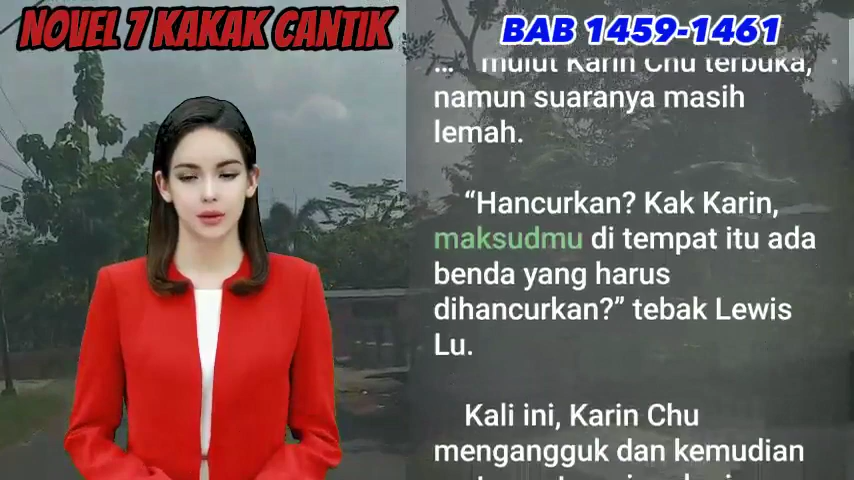 NOVEL 7 KAKAK CANTIK
BAB 1459-1461
... mulut Karin Chu terbuka,
namun suaranya masih
lemah.
“Hancurkan? Kak Karin,
maksudmu di tempat itu ada
benda yang harus
dihancurkan?” tebak Lewis
Lu.
Kali ini, Karin Chu
mengangguk dan kemudian